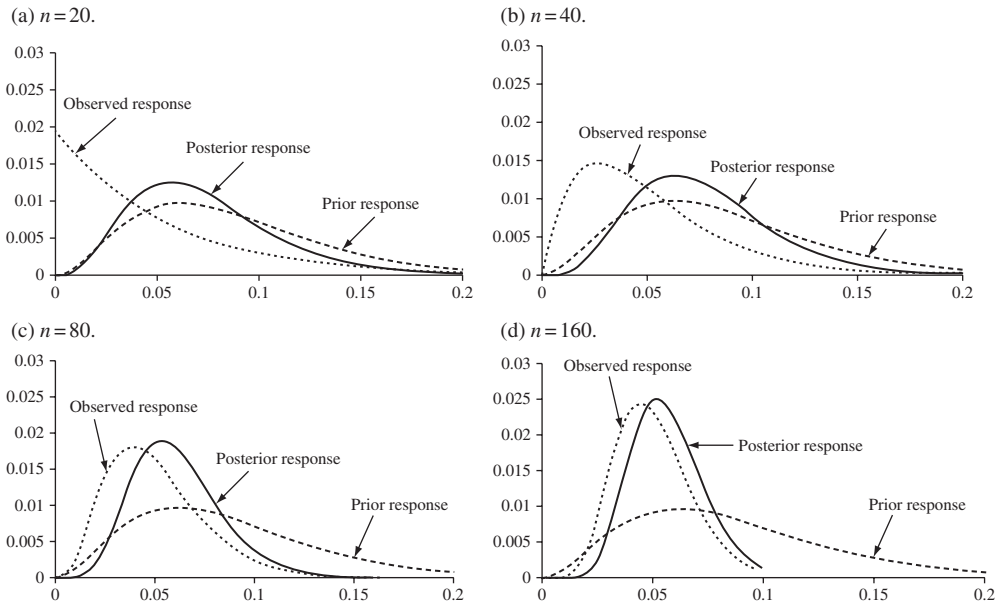 (a) n=20.
0.03
0.025
0.02
0.015
0.01
0.005
0
Observed response
Posterior response
Prior response
0 0.05 0.1 0.15 0.2
(b) n=40.
0.03
0.025
0.02
0.015
0.01
0.005
0
Observed response
Posterior response
Prior response
0 0.05 0.1 0.15 0.2
(c) n=80.
0.03
0.025
0.02
0.015
0.01
0.005
0
Observed response
Posterior response
Prior response
0 0.05 0.1 0.15 0.2
(d) n=160.
0.03
0.025
0.02
0.015
0.01
0.005
0
Observed response
Posterior response
Prior response
0 0.05 0.1 0.15 0.2